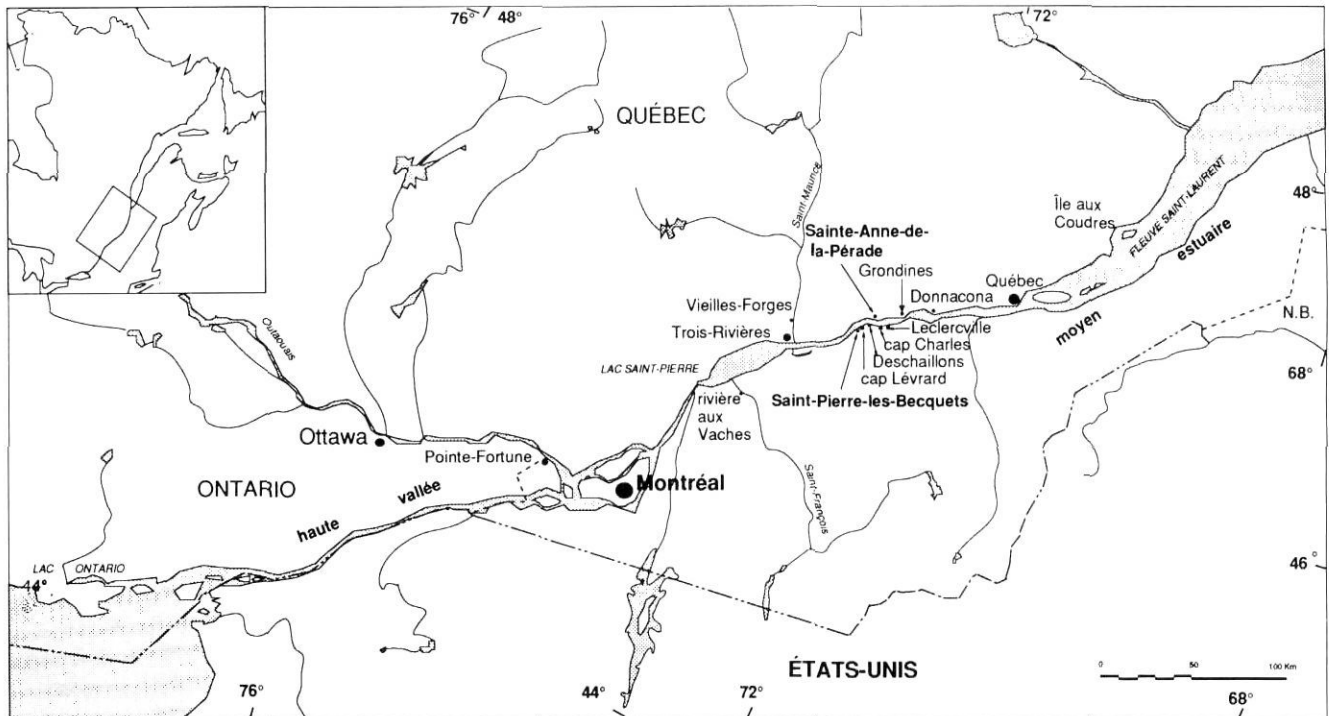 76° 48°
72°
QUÉBEC
Saint-Maurice
Île aux
Coudres
FLEUVE SAINT-LAURENT
estuaire
48°
Sainte-Anne-de-
la-Pérade
Grondines
Québec
Donnacona
Vieilles-Forges
Trois-Rivières
Leclercville
cap Charles
Deschaillons
cap Lévrard
Saint-Pierre-les-Becquets
moyen
N.B.
68°
Outaouais
LAC SAINT-PIERRE
rivière
aux
Vaches
Ottawa
Pointe-Fortune
Montréal
Saint-François
ONTARIO
haute vallée
LAC ONTARIO
44°
46°
ÉTATS-UNIS
0 50 100 Km
76°
44°
72°
68°